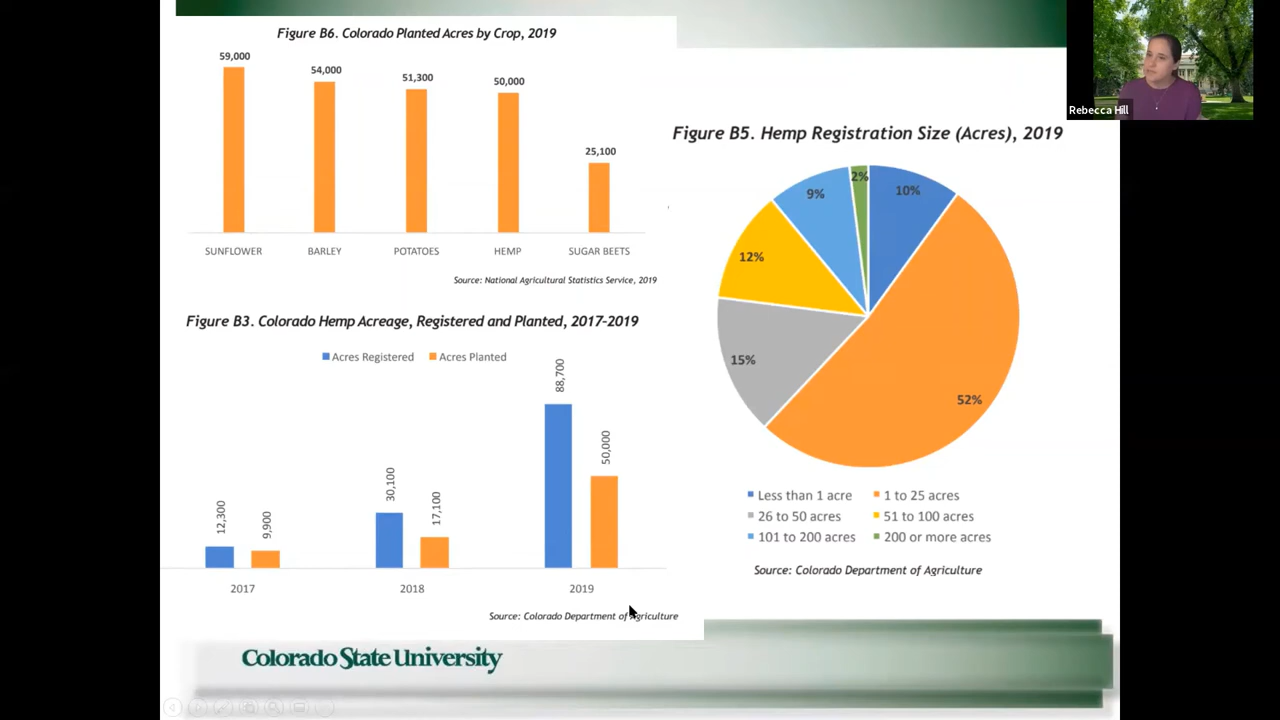 Figure B6. Colorado Planted Acres by Crop, 2019
59,000
54,000
51,300
50,000
25,100
SUNFLOWER
BARLEY
POTATOES
HEMP
SUGAR BEETS
Source: National Agricultural Statistics Service, 2019
Figure B3. Colorado Hemp Acreage, Registered and Planted, 2017-2019
Acres Registered
Acres Planted
12,300
9,900
30,100
17,100
88,700
50,000
2017
2018
2019
Source: Colorado Department of Agriculture
Rebecca Hill
Figure B5. Hemp Registration Size (Acres), 2019
2%
10%
9%
12%
15%
52%
Less than 1 acre
1 to 25 acres
26 to 50 acres
51 to 100 acres
101 to 200 acres
200 or more acres
Source: Colorado Department of Agriculture
Colorado State University